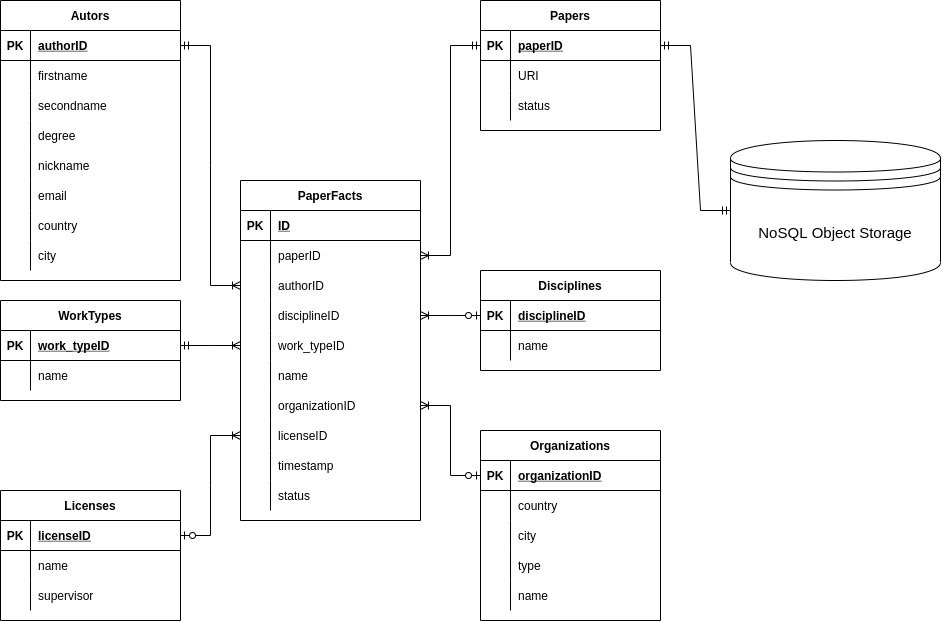 Autors
PK authorID
firstname
secondname
degree
nickname
email
country
city
WorkTypes
PK work_typeID
name
Licenses
PK licenseID
name
supervisor
PaperFacts
PK ID
paperID
authorID
disciplineID
work_typeID
name
organizationID
licenseID
timestamp
status
Papers
PK paperID
URI
status
Disciplines
PK disciplineID
name
Organizations
PK organizationID
country
city
type
name
NoSQL Object Storage